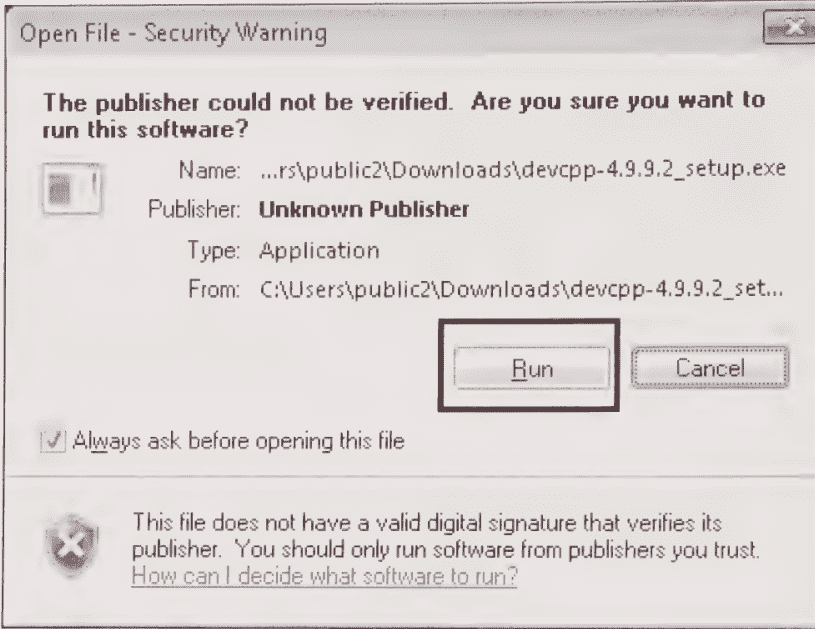 Open File - Security Warning
The publisher could not be verified.  Are you sure you want to
run this software?
Name: ...rs\public2\Downloads\devcpp-4.9.9.2_setup.exe
Publisher: Unknown Publisher
Type: Application
From: C:\Users\public2\Downloads\devcpp-4.9.9.2_set...
Run Cancel
Always ask before opening this file
This file does not have a valid digital signature that verifies its
publisher.  You should only run software from publishers you trust.
How can I decide what software to run?